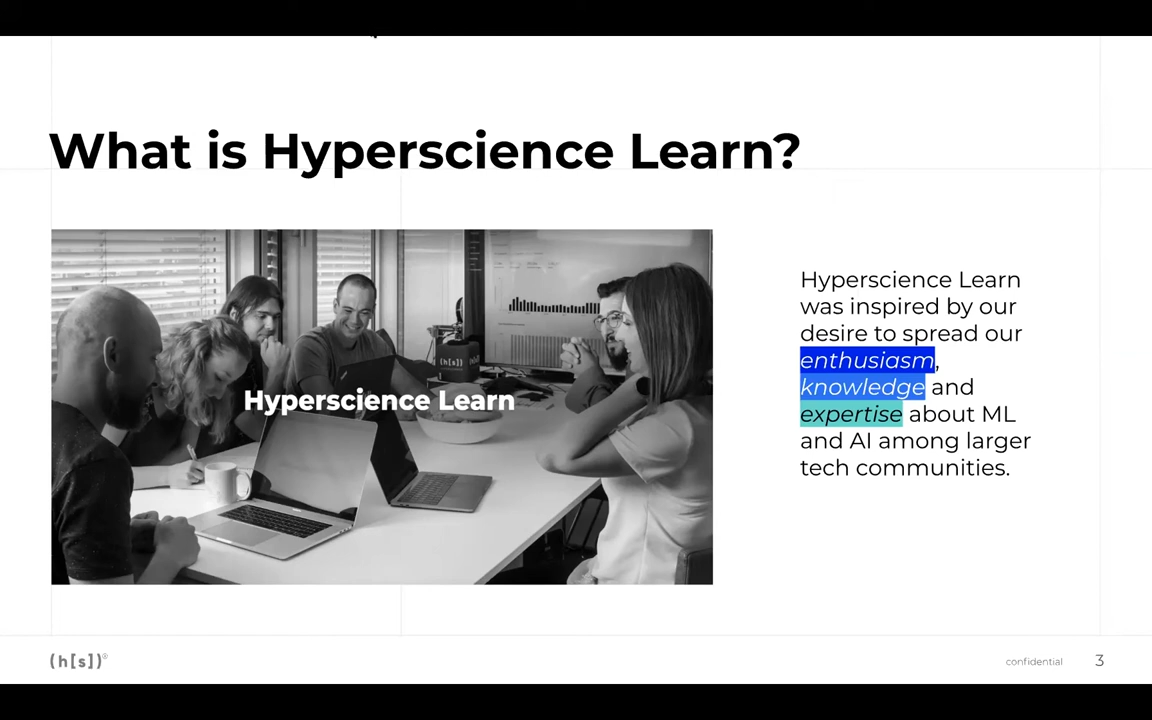 What is Hyperscience Learn?
Hyperscience Learn
(h[s])
Hyperscience Learn
was inspired by our
desire to spread our
enthusiasm,
knowledge and
expertise about ML
and AI among larger
tech communities.
(h[s])®
confidential
3